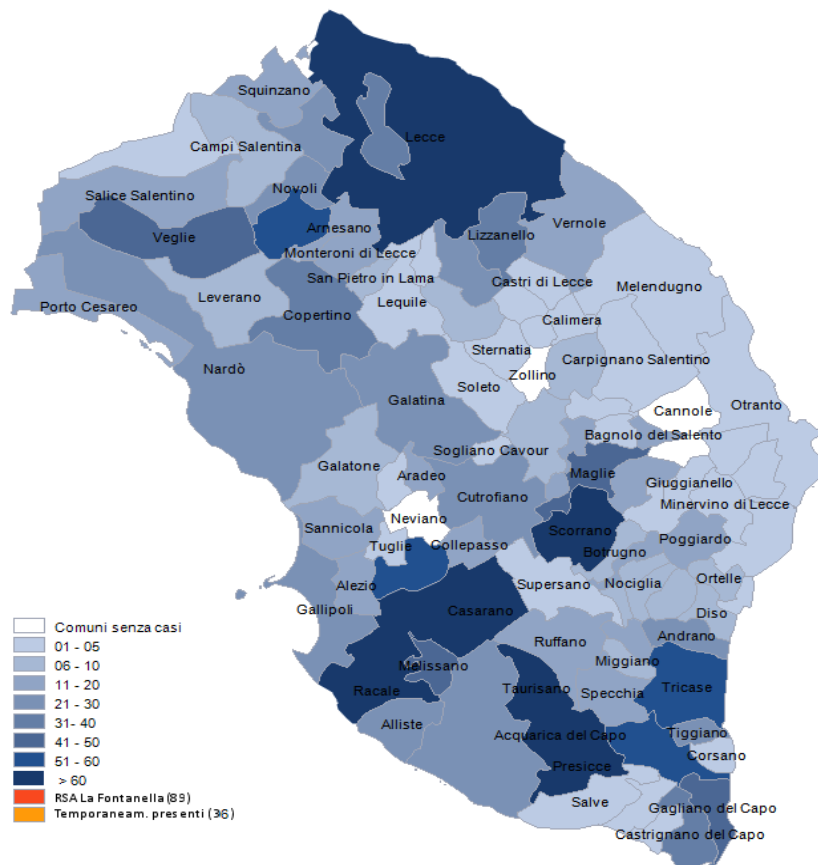 Squinzano
Lecce
Campi Salentina
Novoli
Salice Salentino
Arnesano
Vernole
Veglie
Lizzanello
Monteroni di Lecce
San Pietro in Lama
Castri di Lecce
Melendugno
Leverano
Lequile
Porto Cesareo
Copertino
Calimera
Sternatia
Carpignano Salentino
Nardò
Zollino
Soleto
Galatina
Otranto
Cannole
Bagnolo del Salento
Sogliano Cavour
Galatone
Aradeo
Maglie
Giuggianello
Cutrofiano
Minervino di Lecce
Neviano
Sannicola
Scorrano
Poggiardo
Tuglie
Collepasso
Botrugno
Alezio
Supersano
Nociglia
Ortelle
Gallipoli
Casarano
Diso
Ruffano
Andrano
Melissano
Miggiano
Racale
Taurisano
Specchia
Tricase
Alliste
Acquarica del Capo
Tiggiano
Corsano
Presicce
Salve
Gagliano del Capo
Castrignano del Capo
Comuni senza casi
01 - 05
06 - 10
11 - 20
21 - 30
31- 40
41 - 50
51 - 60
> 60
RSA La Fontanella (89)
Temporaneam. presenti (36)